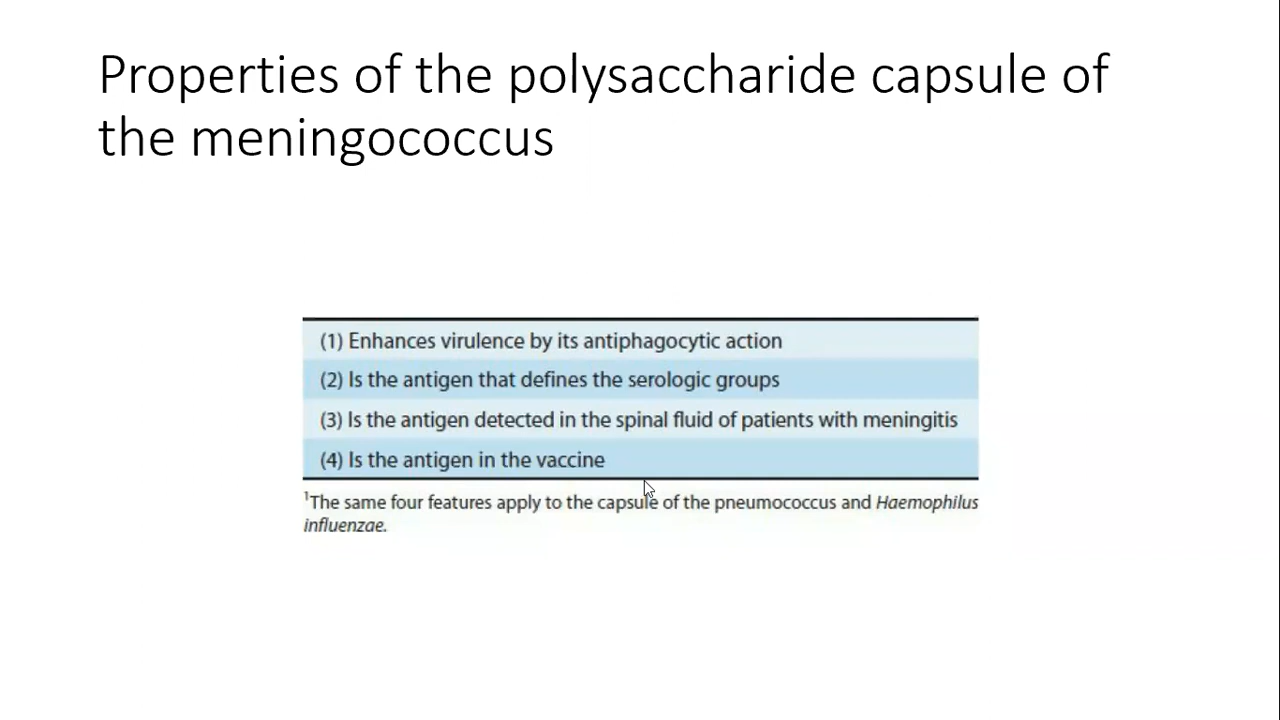 Properties of the polysaccharide capsule of
the meningococcus
(1) Enhances virulence by its antiphagocytic action
(2) Is the antigen that defines the serologic groups
(3) Is the antigen detected in the spinal fluid of patients with meningitis
(4) Is the antigen in the vaccine
¹The same four features apply to the capsule of the pneumococcus and Haemophilus
influenzae.